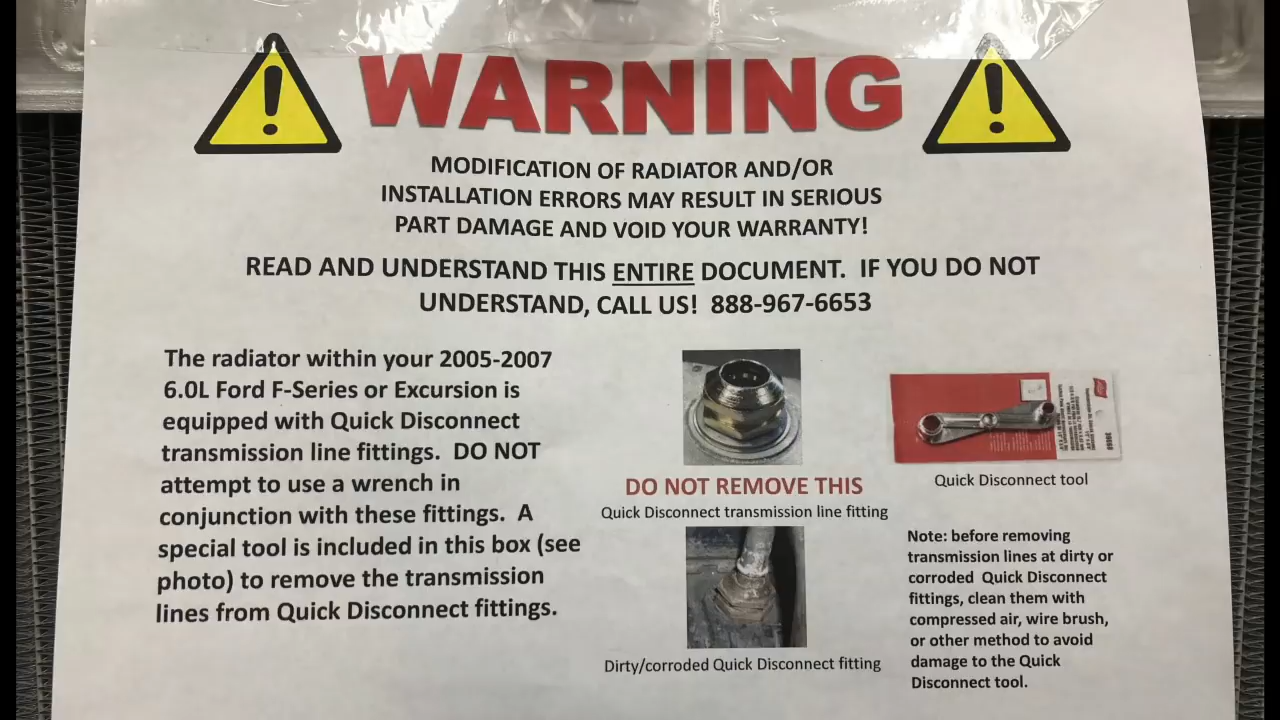 WARNING
MODIFICATION OF RADIATOR AND/OR
INSTALLATION ERRORS MAY RESULT IN SERIOUS
PART DAMAGE AND VOID YOUR WARRANTY!
READ AND UNDERSTAND THIS ENTIRE DOCUMENT.  IF YOU DO NOT
UNDERSTAND, CALL US!  888-967-6653
The radiator within your 2005-2007
6.0L Ford F-Series or Excursion is
equipped with Quick Disconnect
transmission line fittings.  DO NOT
attempt to use a wrench in
conjunction with these fittings.  A
special tool is included in this box (see
photo) to remove the transmission
lines from Quick Disconnect fittings.
DO NOT REMOVE THIS
Quick Disconnect transmission line fitting
Dirty/corroded Quick Disconnect fitting
Quick Disconnect tool
Note: before removing
transmission lines at dirty or
corroded  Quick Disconnect
fittings, clean them with
compressed air, wire brush,
or other method to avoid
damage to the Quick
Disconnect tool.